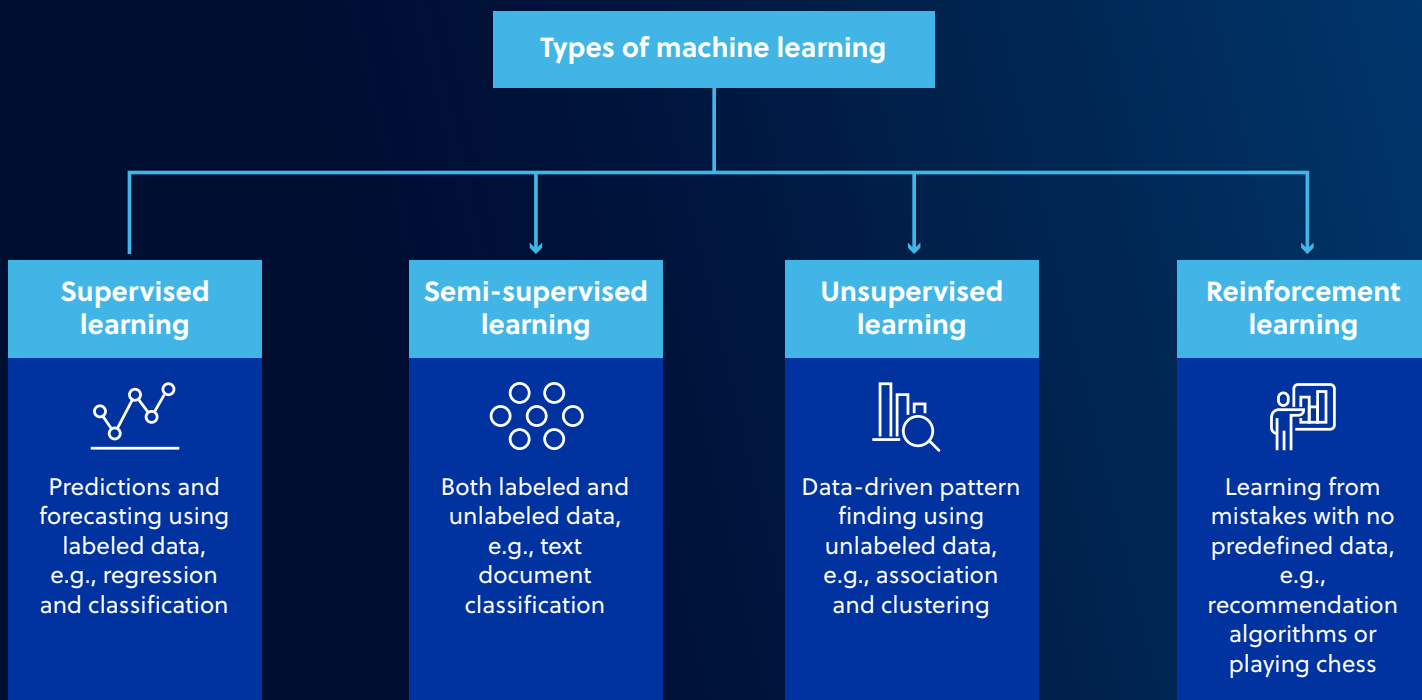 Types of machine learning
Supervised
learning
Predictions and
forecasting using
labeled data,
e.g., regression
and classification
Semi-supervised
learning
Both labeled and
unlabeled data,
e.g., text
document
classification
Unsupervised
learning
Data-driven pattern
finding using
unlabeled data,
e.g., association
and clustering
Reinforcement
learning
Learning from
mistakes with no
predefined data,
e.g.,
recommendation
algorithms or
playing chess